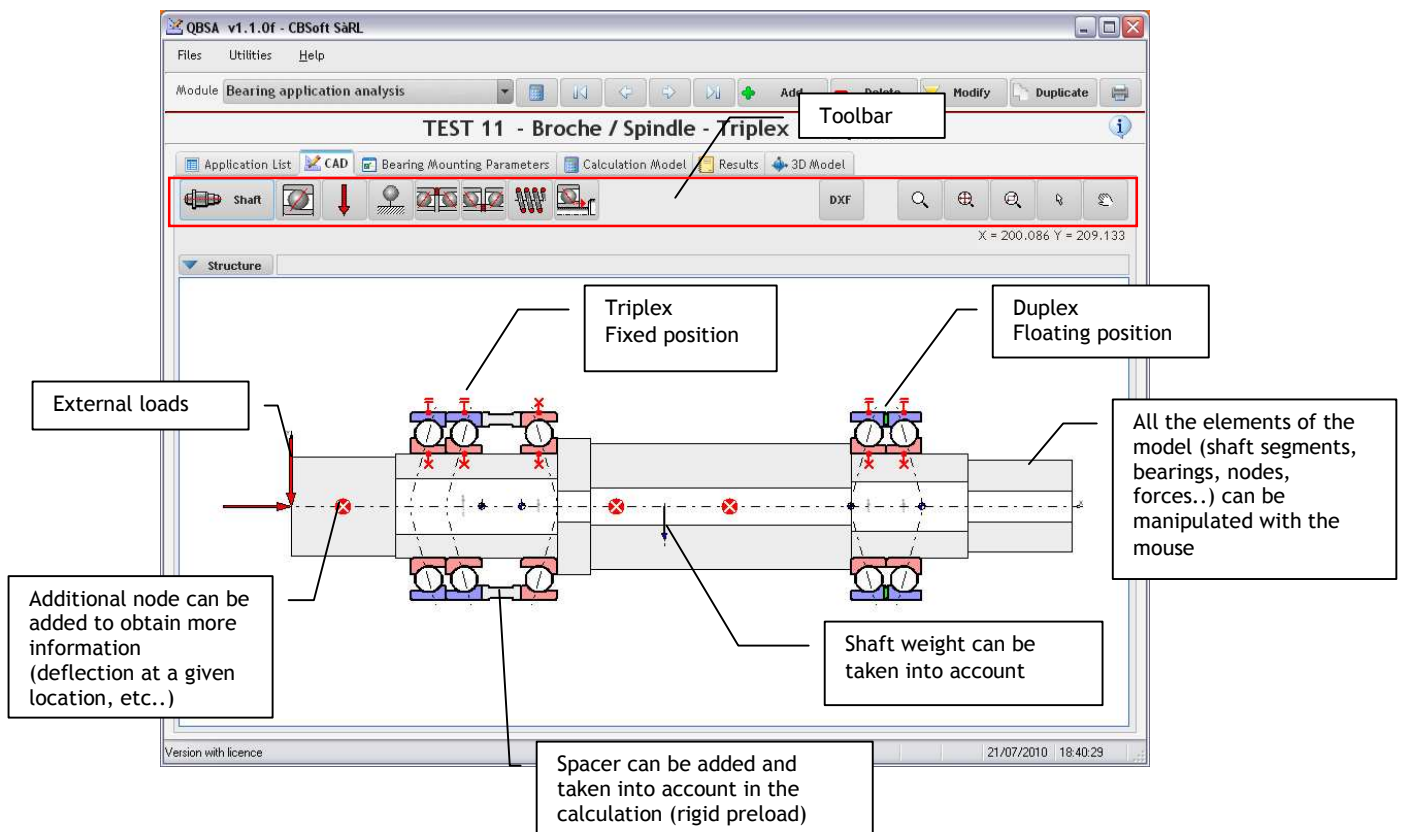 QBSA v1.1.0f - CBSoft SàRL
Files Utilities Help
Module Bearing application analysis Add Delete Modify Duplicate
TEST 11 - Broche / Spindle - Triplex
Toolbar
Application List CAD Bearing Mounting Parameters Calculation Model Results 3D Model
Shaft DXF
X = 200.086 Y = 209.133
Structure
Triplex
Fixed position
Duplex
Floating position
External loads
All the elements of the
model (shaft segments,
bearings, nodes,
forces..) can be
manipulated with the
mouse
Additional node can be
added to obtain more
information
(deflection at a given
location, etc..)
Shaft weight can be
taken into account
Spacer can be added and
taken into account in the
calculation (rigid preload)
Version with licence 21/07/2010 18:40:29